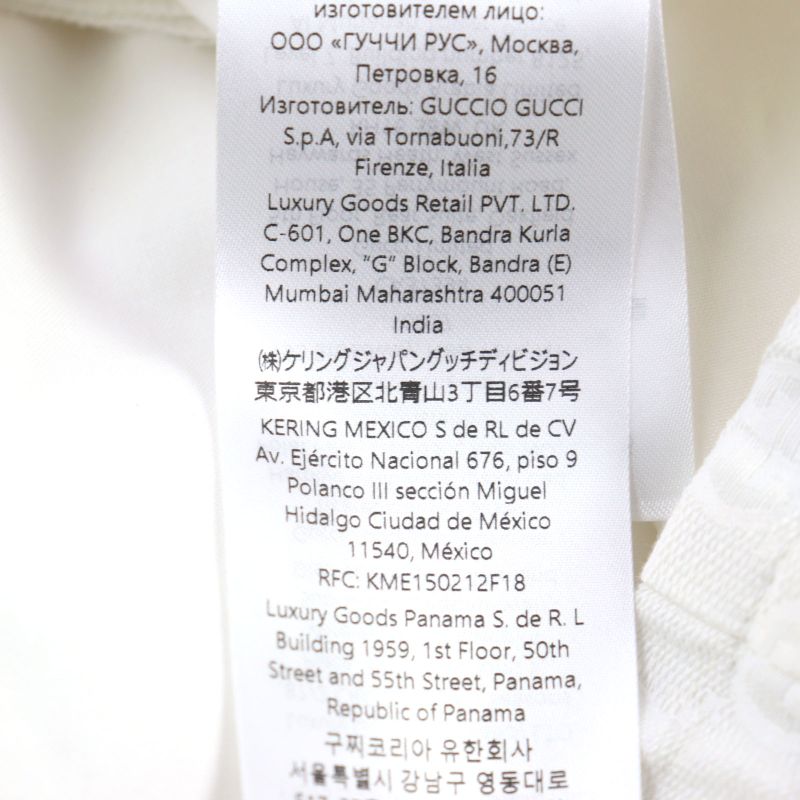 изготовителем лицо:
ООО «ГУЧЧИ РУС», Москва,
Петровка, 16
Изготовитель: GUCCIO GUCCI
S.p.A, via Tornabuoni,73/R
Firenze, Italia
Luxury Goods Retail PVT. LTD.
C-601, One BKC, Bandra Kurla
Complex, "G" Block, Bandra (E)
Mumbai Maharashtra 400051
India
㈱ケリングジャパングッチディビジョン
東京都港区北青山3丁目6番7号
KERING MEXICO S de RL de CV
Av. Ejército Nacional 676, piso 9
Polanco III sección Miguel
Hidalgo Ciudad de México
11540, México
RFC: KME150212F18
Luxury Goods Panama S. de R. L
Building 1959, 1st Floor, 50th
Street and 55th Street, Panama,
Republic of Panama
구찌코리아 유한회사
서울특별시 강남구 영동대로